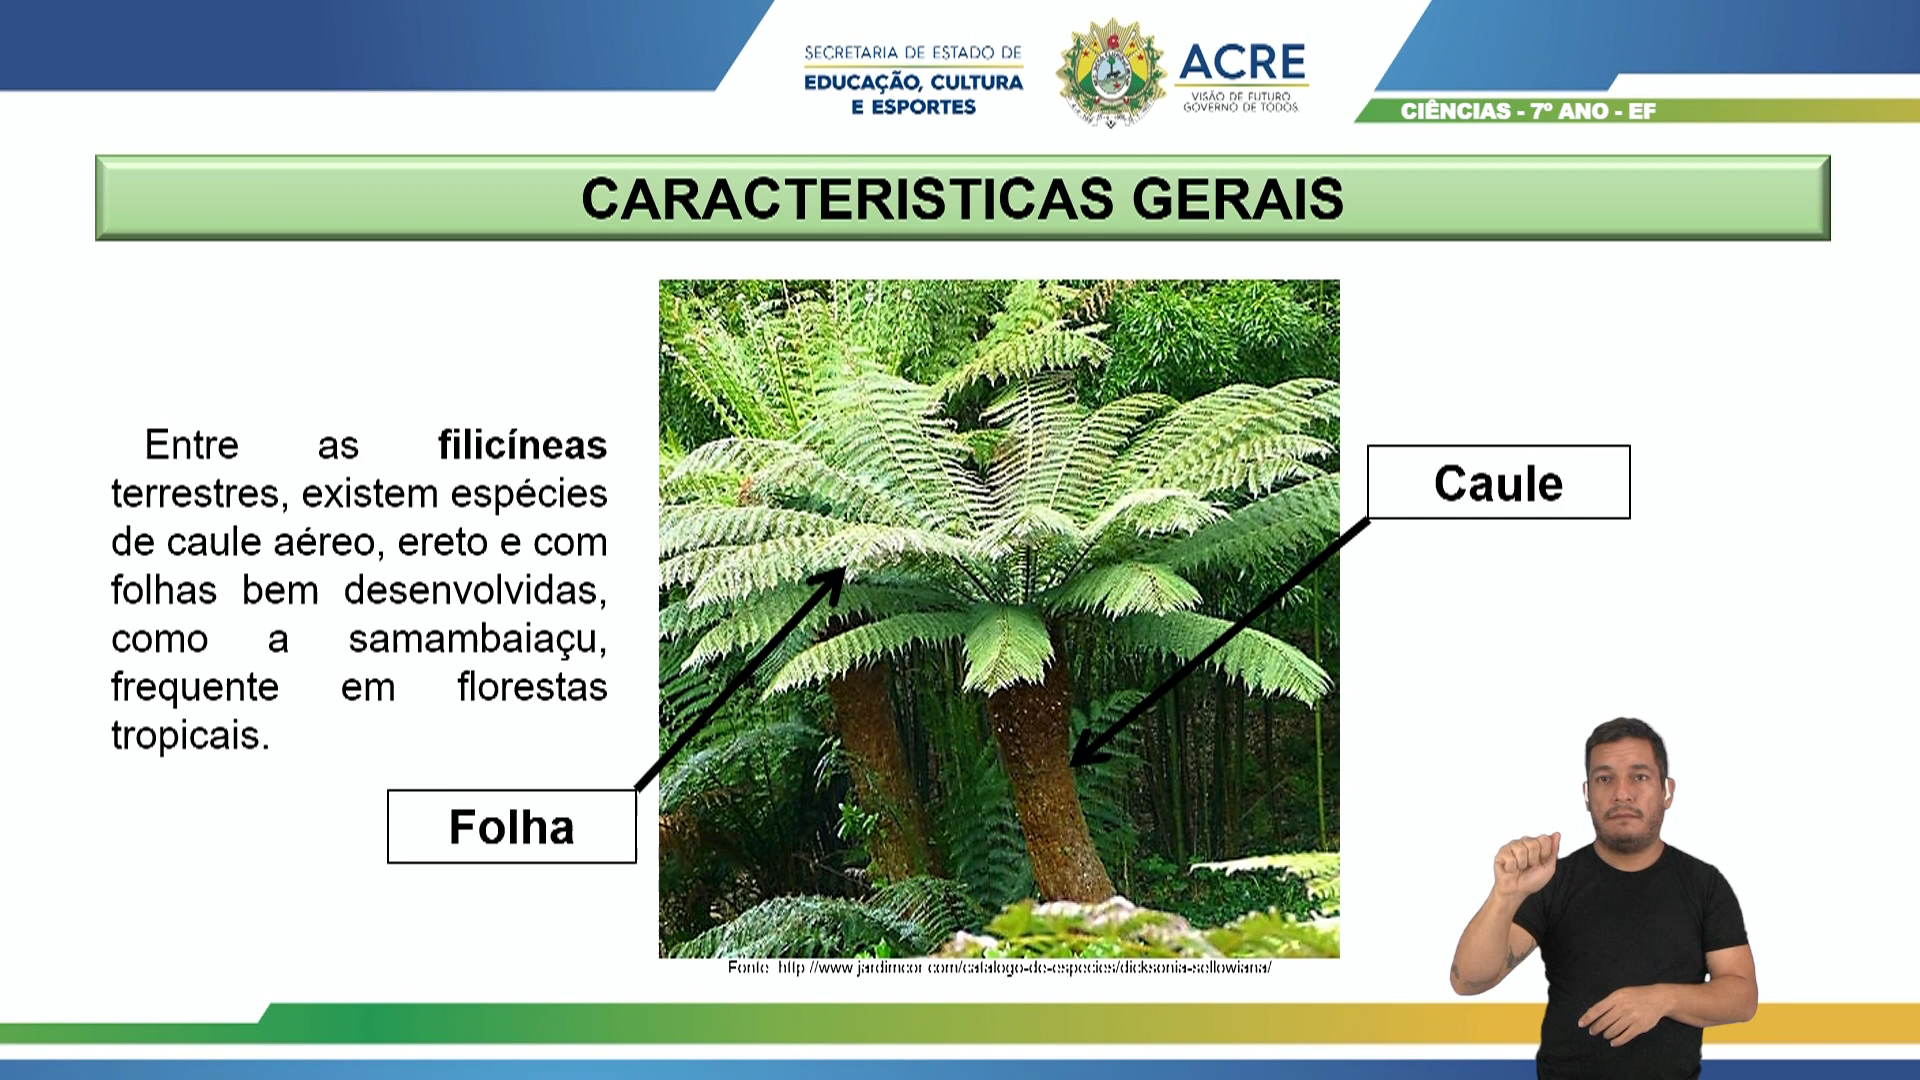 SECRETARIA DE ESTADO DE
EDUCAÇÃO, CULTURA
E ESPORTES
ACRE
VISÃO DE FUTURO
GOVERNO DE TODOS
CIÊNCIAS - 7º ANO - EF
CARACTERISTICAS GERAIS
Entre as filicíneas
terrestres, existem espécies
de caule aéreo, ereto e com
folhas bem desenvolvidas,
como a samambaiaçu,
frequente em florestas
tropicais.
Caule
Folha
Fonte: http://www.jardimcor.com/catalogo-de-especies/dicksonia-sellowiana/